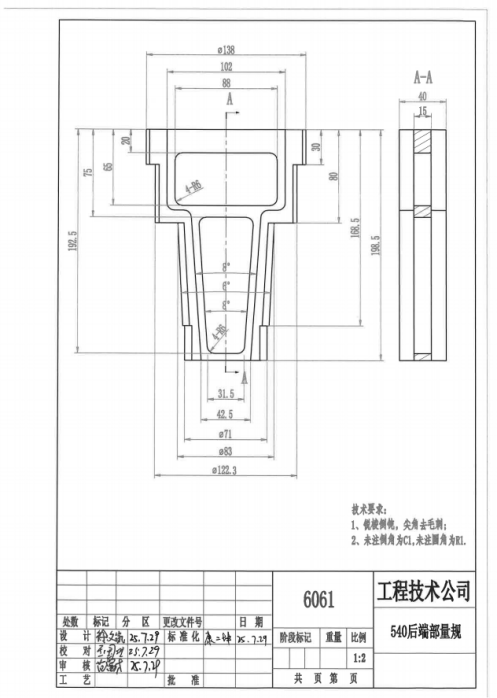 ø138
102
88
A
A-A
40
15
20
65
75
192.5
30
80
168.5
198.5
4-R6
8°
6°
6°
A
31.5
42.5
ø71
ø83
ø122.3
技术要求:
1、锐棱倒钝,尖角去毛刺;
2、未注倒角为C1,未注圆角为R1.
6061
工程技术公司
540后端部量规
处数 标记 分 区 更改文件号 日 期
设 计 25.7.29 标 准 化 25.7.29
校 对 25.7.29
审 核 25.7.29
工 艺 批 准
阶段标记 重量 比例
1:2
共 页 第 页